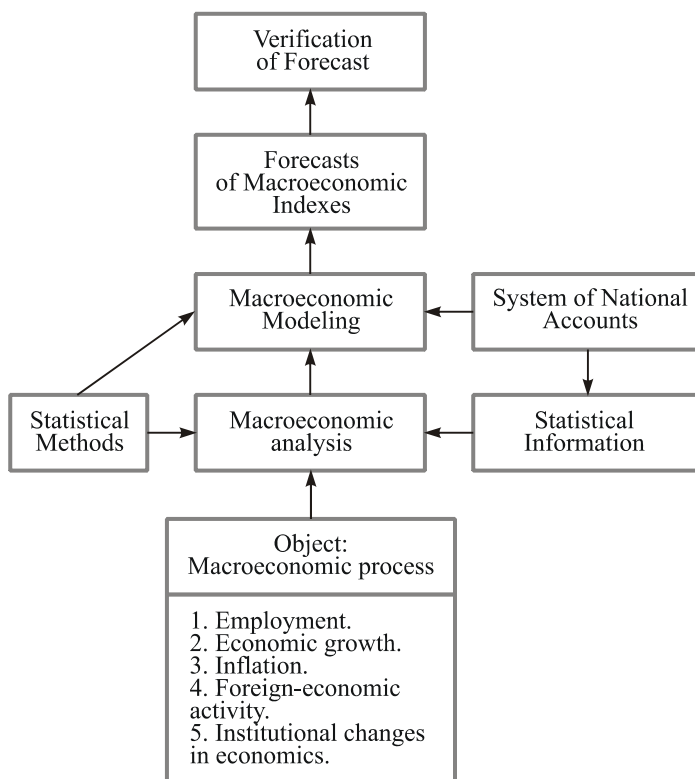 Verification
of Forecast
Forecasts
of Macroeconomic
Indexes
Macroeconomic
Modeling
System of National
Accounts
Statistical
Methods
Macroeconomic
analysis
Statistical
Information
Object:
Macroeconomic process
1. Employment.
2. Economic growth.
3. Inflation.
4. Foreign-economic
activity.
5. Institutional changes
in economics.